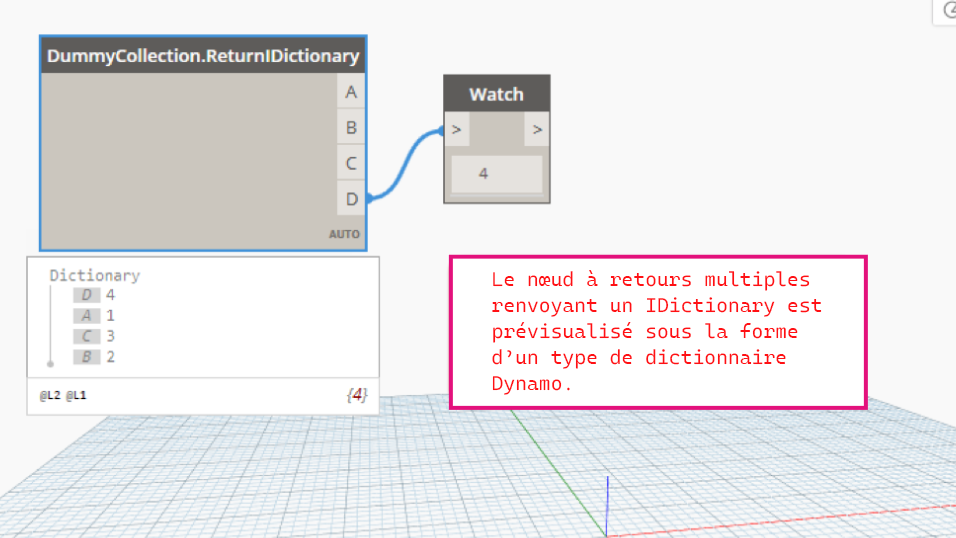 DummyCollection.ReturnIDictionary
A
B
C
D
AUTO
Watch
>
>
4
Dictionary
D 4
A 1
C 3
B 2
@L2 @L1
{4}
Le nœud à retours multiples
renvoyant un IDictionary est
prévisualisé sous la forme
d’un type de dictionnaire
Dynamo.